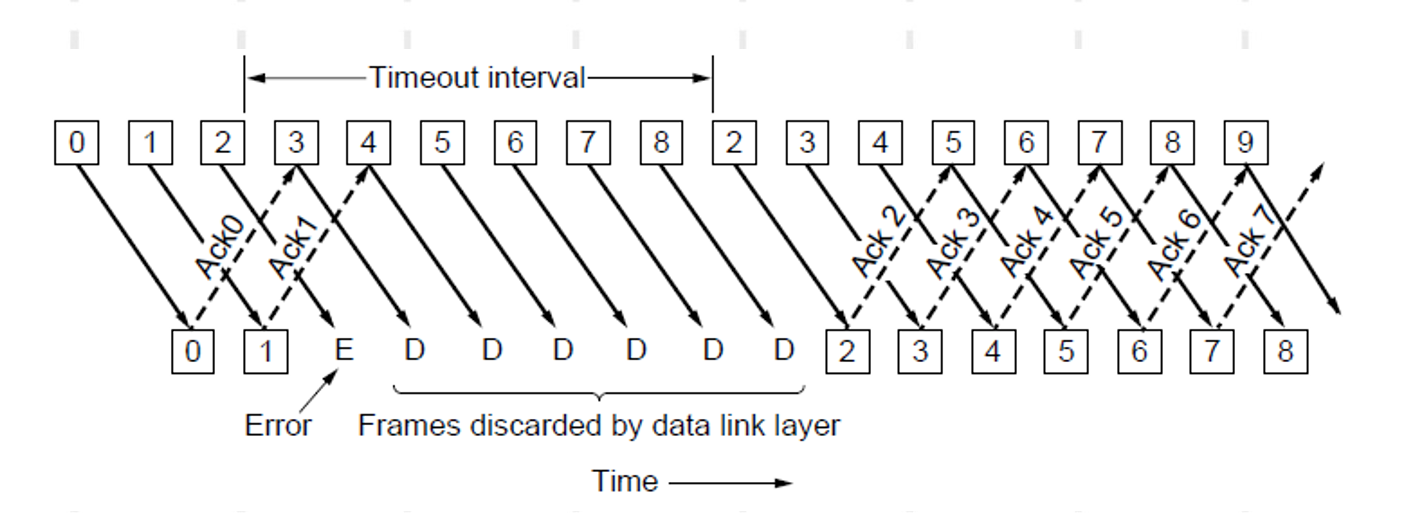 Timeout interval
0 1 2 3 4 5 6 7 8 2 3 4 5 6 7 8 9
Ack0 Ack1 Ack 2 Ack 3 Ack 4 Ack 5 Ack 6 Ack 7
0 1 E D D D D D D 2 3 4 5 6 7 8
Error Frames discarded by data link layer
Time